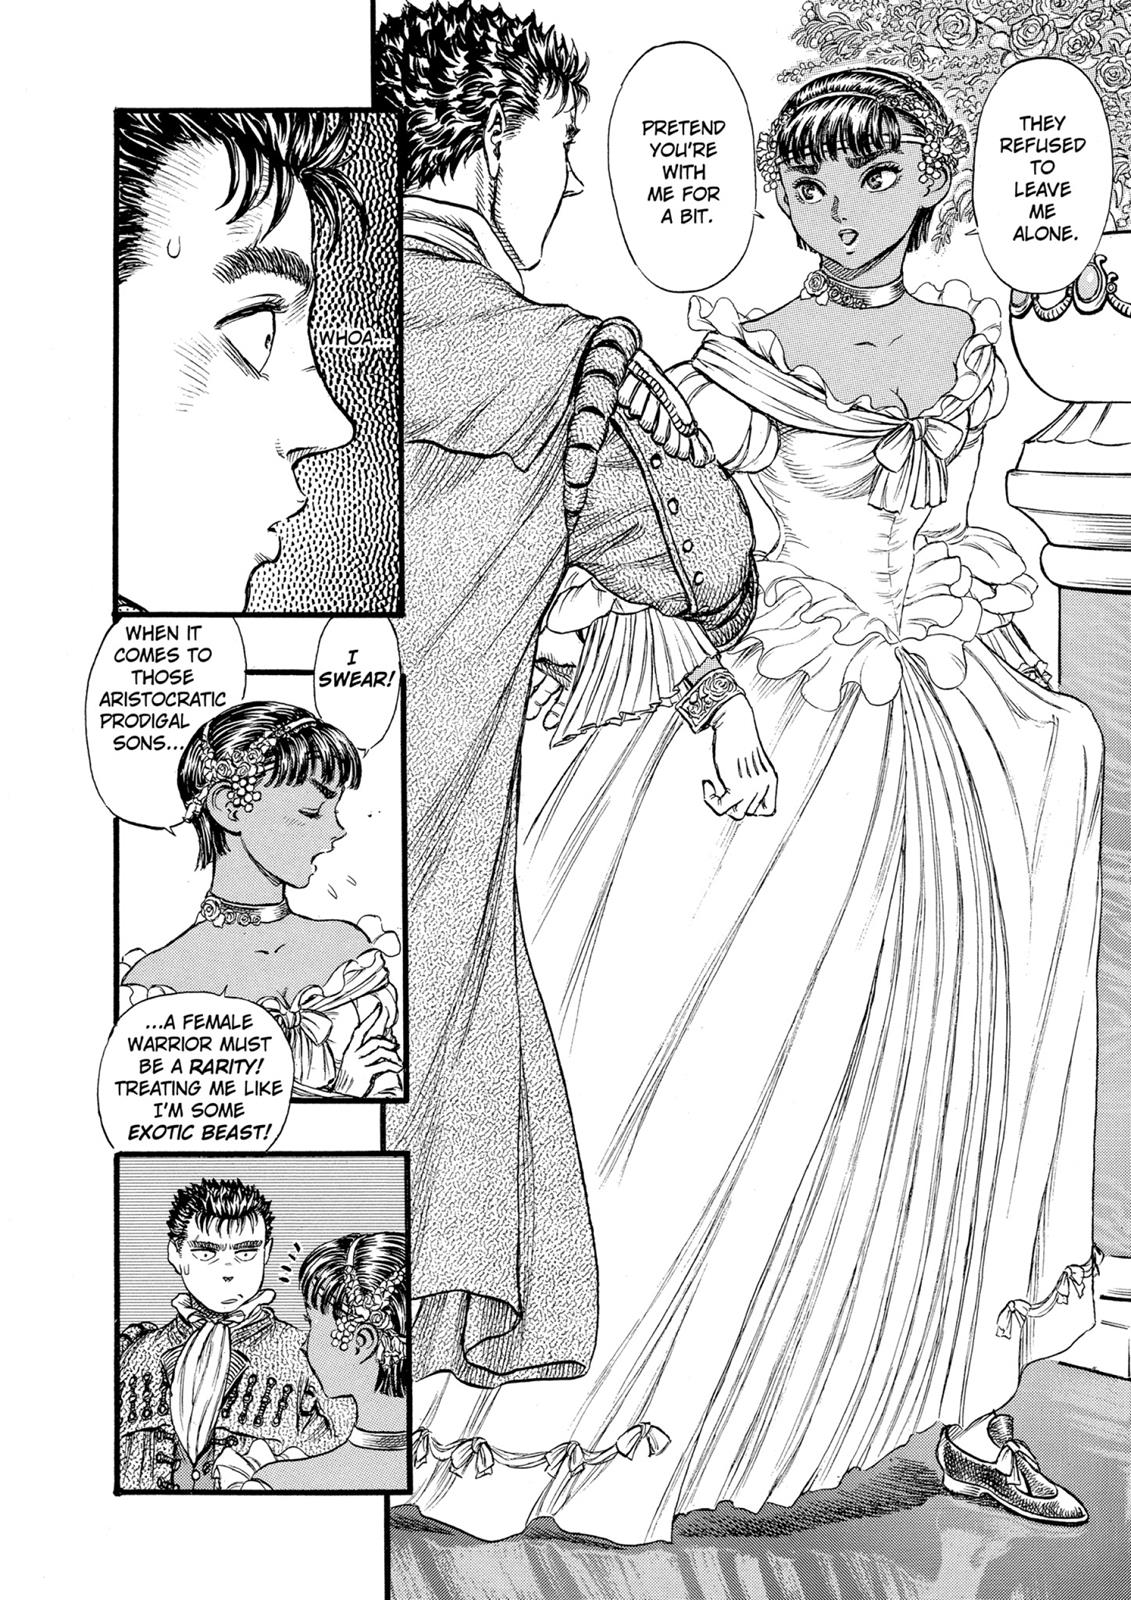 THEY
REFUSED
TO
LEAVE
ME
ALONE.
PRETEND
YOU'RE
WITH
ME FOR
A BIT.
WHOA...
I
SWEAR!
WHEN IT
COMES TO
THOSE
ARISTOCRATIC
PRODIGAL
SONS...
...A FEMALE
WARRIOR MUST
BE A RARITY!
TREATING ME LIKE
I'M SOME
EXOTIC BEAST!